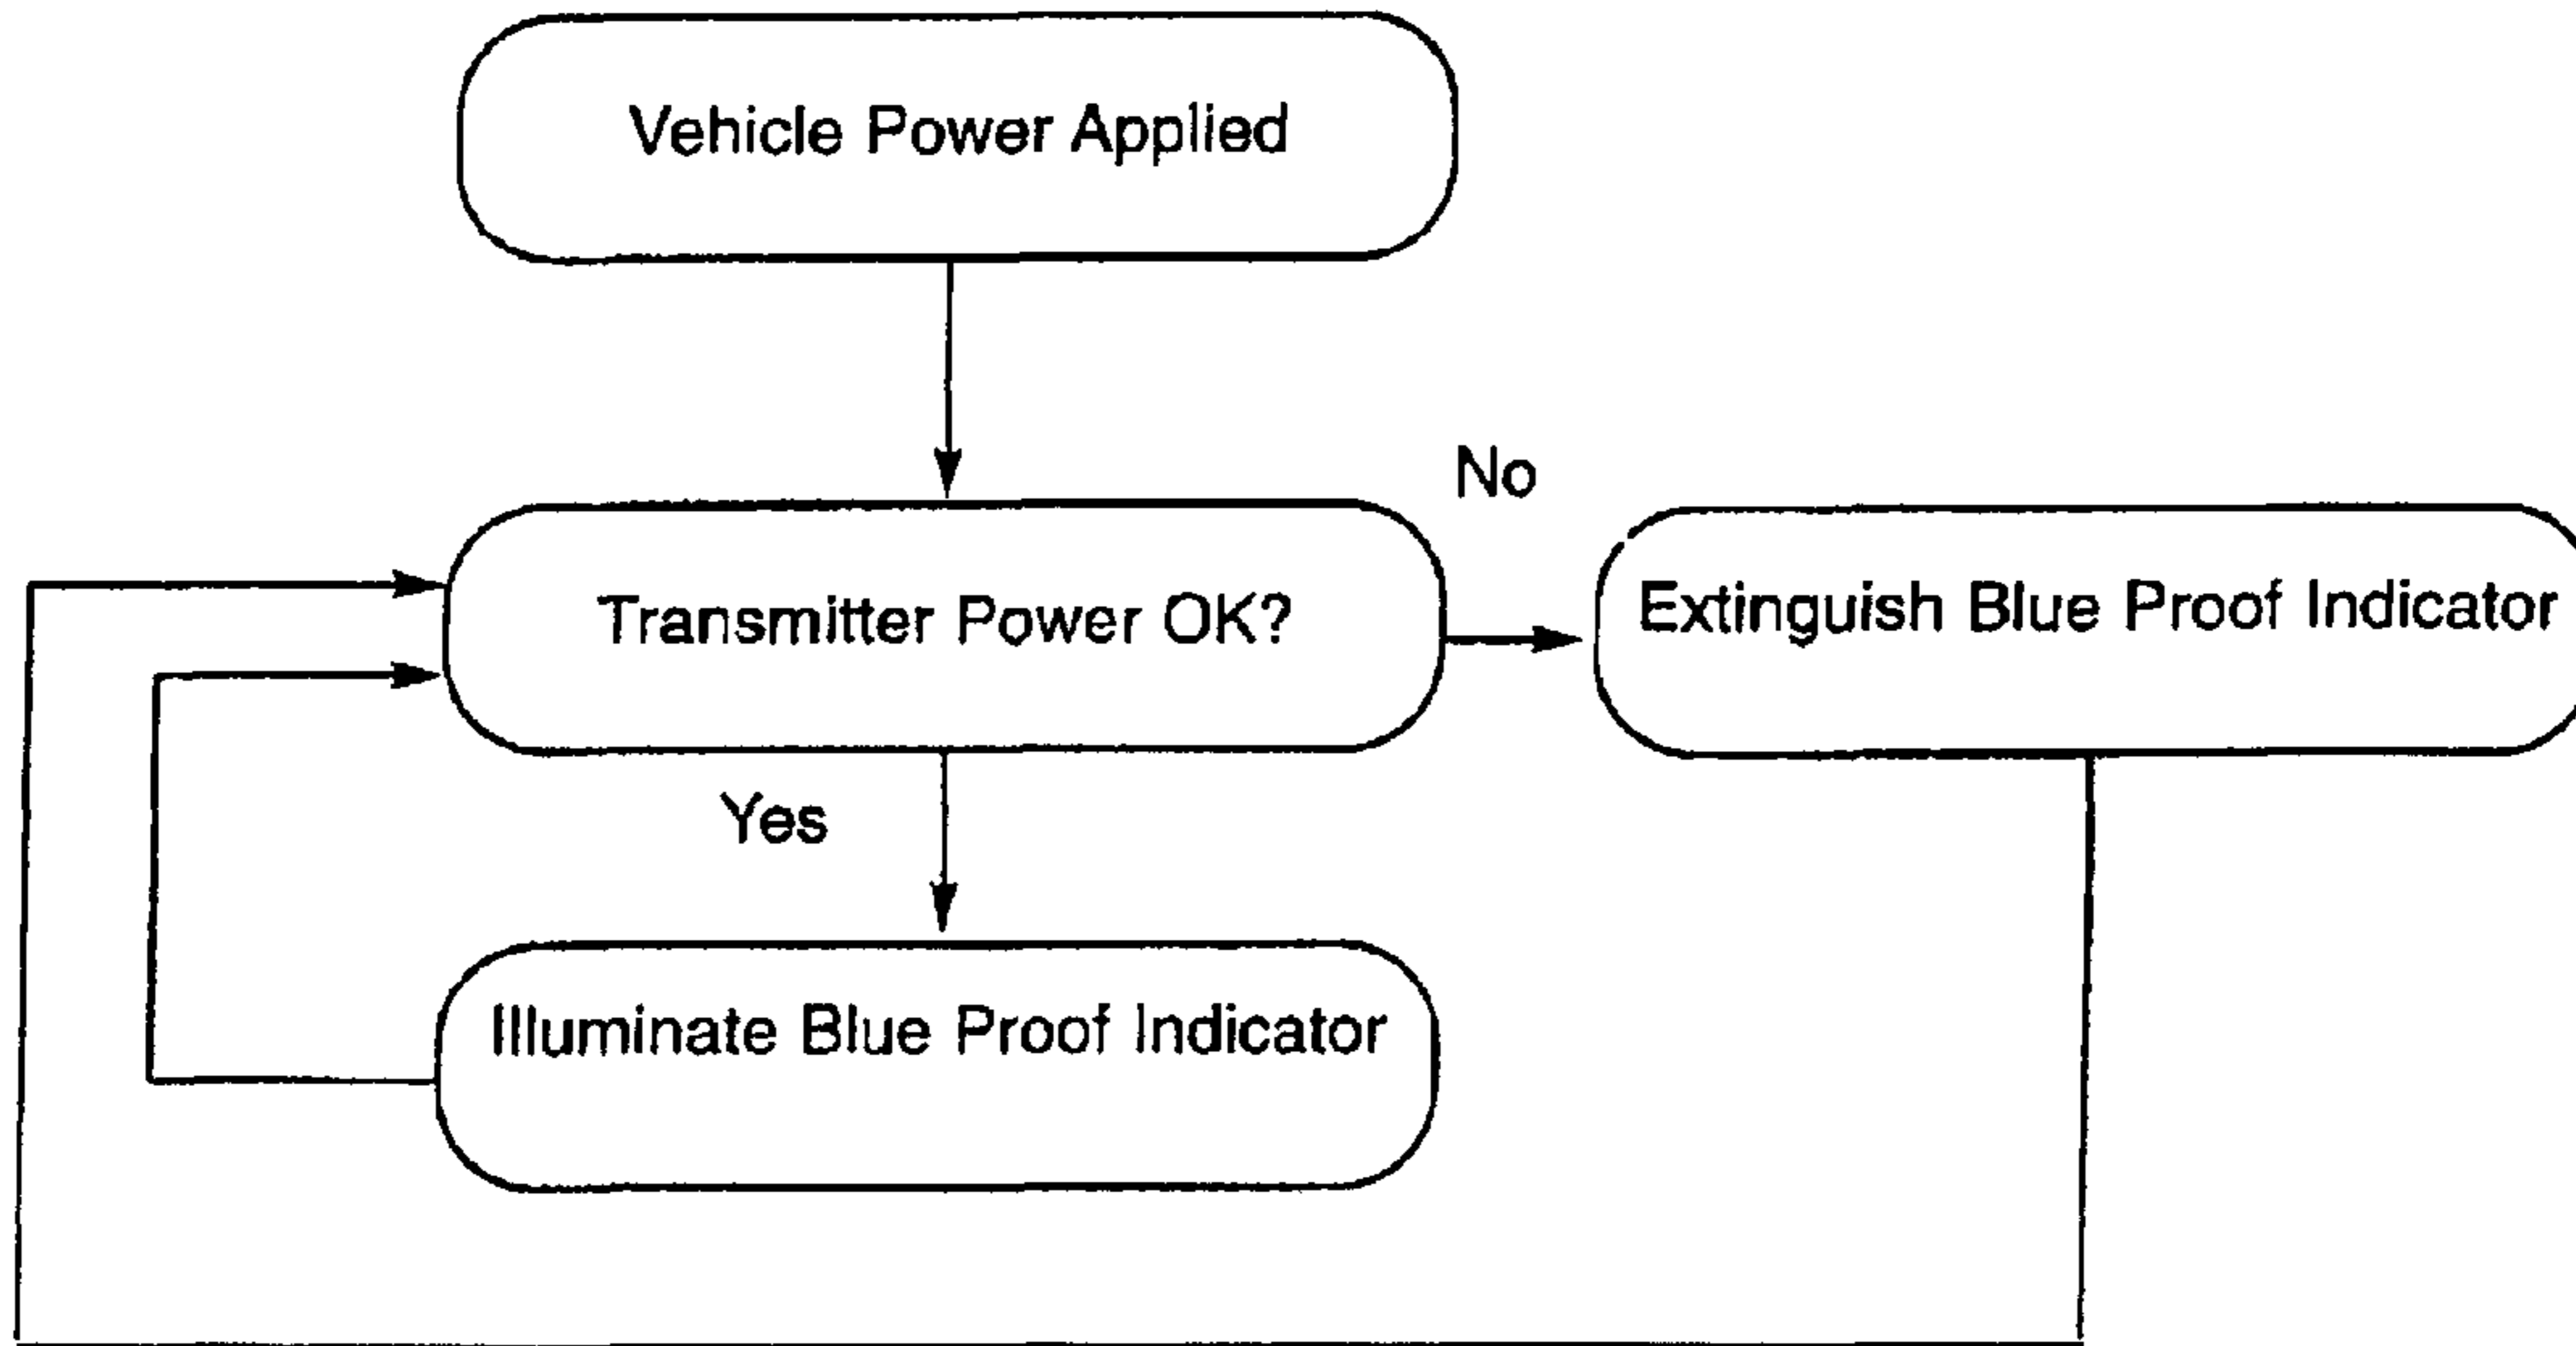 Vehicle Power Applied
No
Transmitter Power OK?
Extinguish Blue Proof Indicator
Yes
Illuminate Blue Proof Indicator